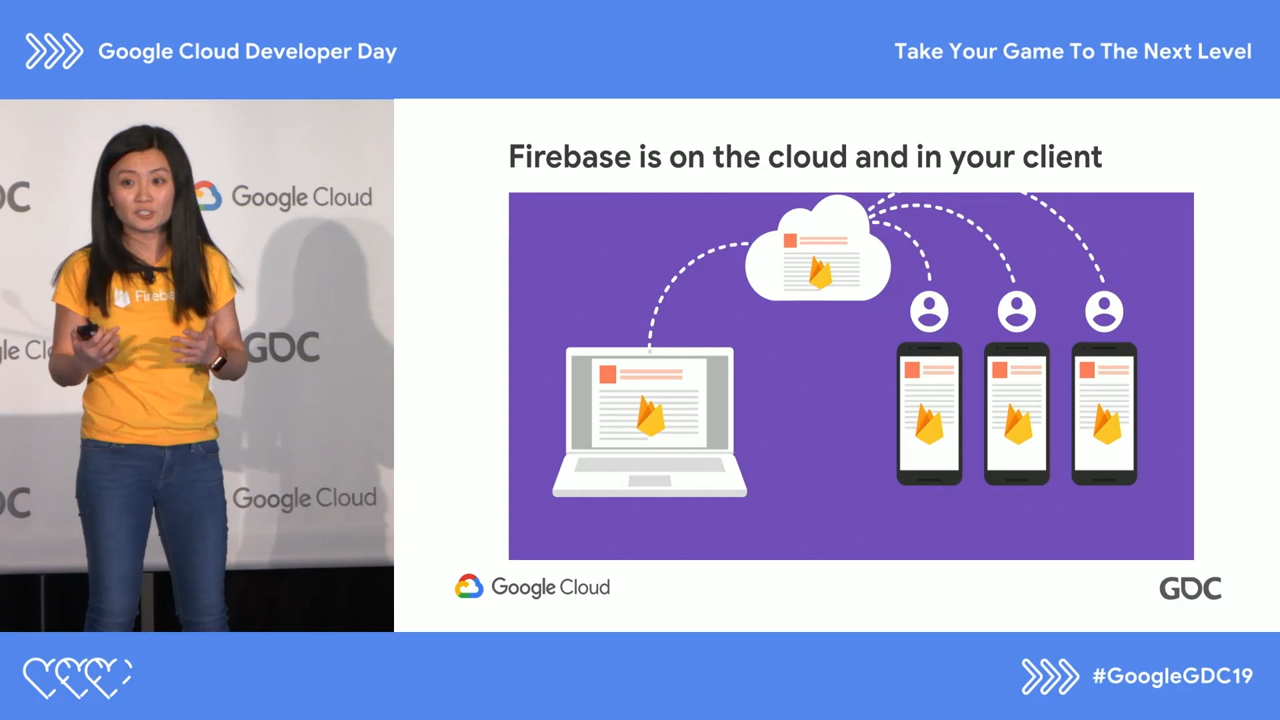 Google Cloud Developer Day
Take Your Game To The Next Level
Firebase is on the cloud and in your client
Google Cloud
GDC
Google Cloud
Fireba
Google Cloud
GDC
#GoogleGDC19